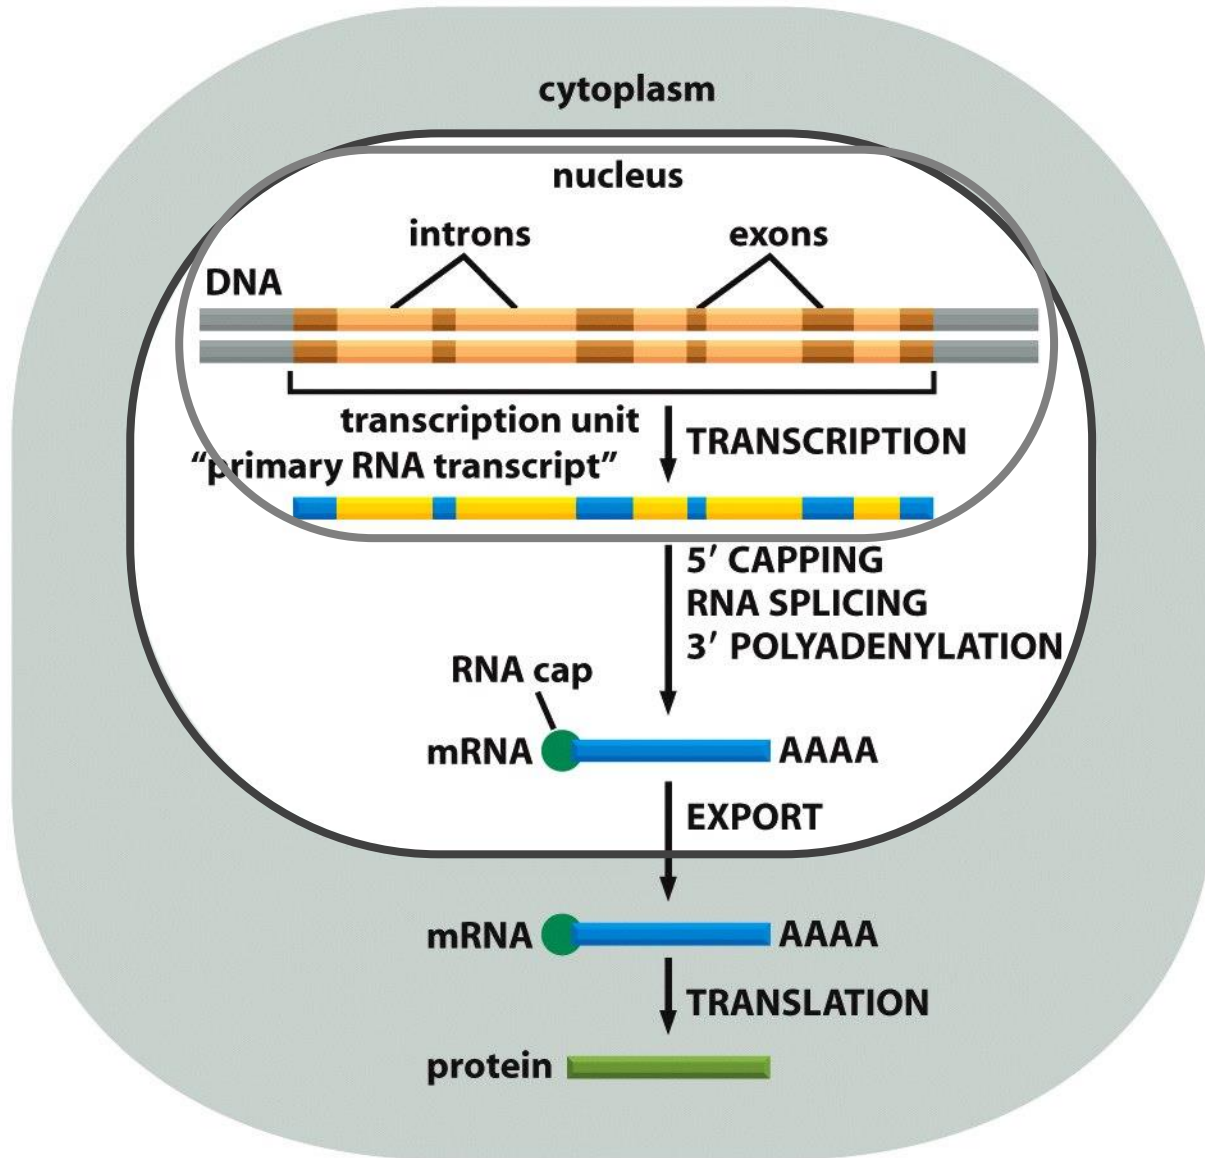 cytoplasm
nucleus
introns
exons
DNA
transcription unit
TRANSCRIPTION
“primary RNA transcript”
5′ CAPPING
RNA SPLICING
3′ POLYADENYLATION
RNA cap
mRNA
AAAA
EXPORT
mRNA
AAAA
TRANSLATION
protein